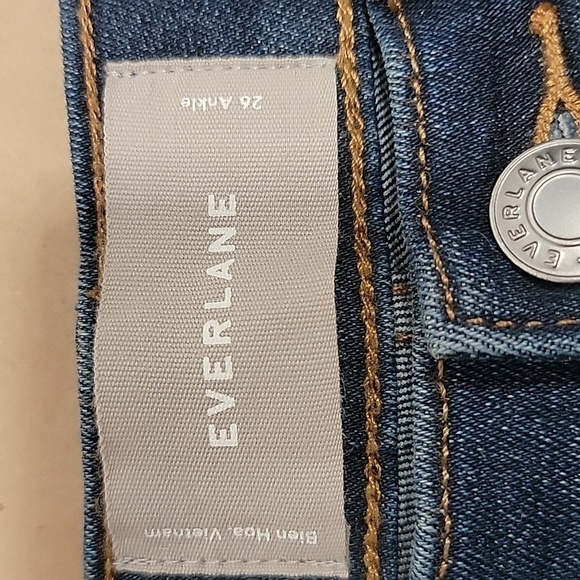 26 Ankle
EVERLANE
Bien Hoa, Vietnam
EVERLANE